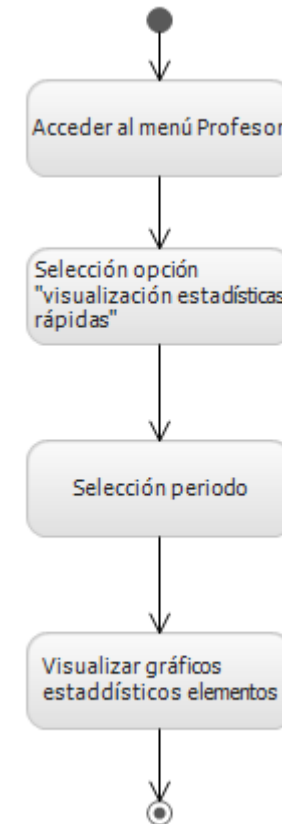 Acceder al menú Profesor
Selección opción
"visualización estadísticas
rápidas"
Selección periodo
Visualizar gráficos
estaddísticos elementos